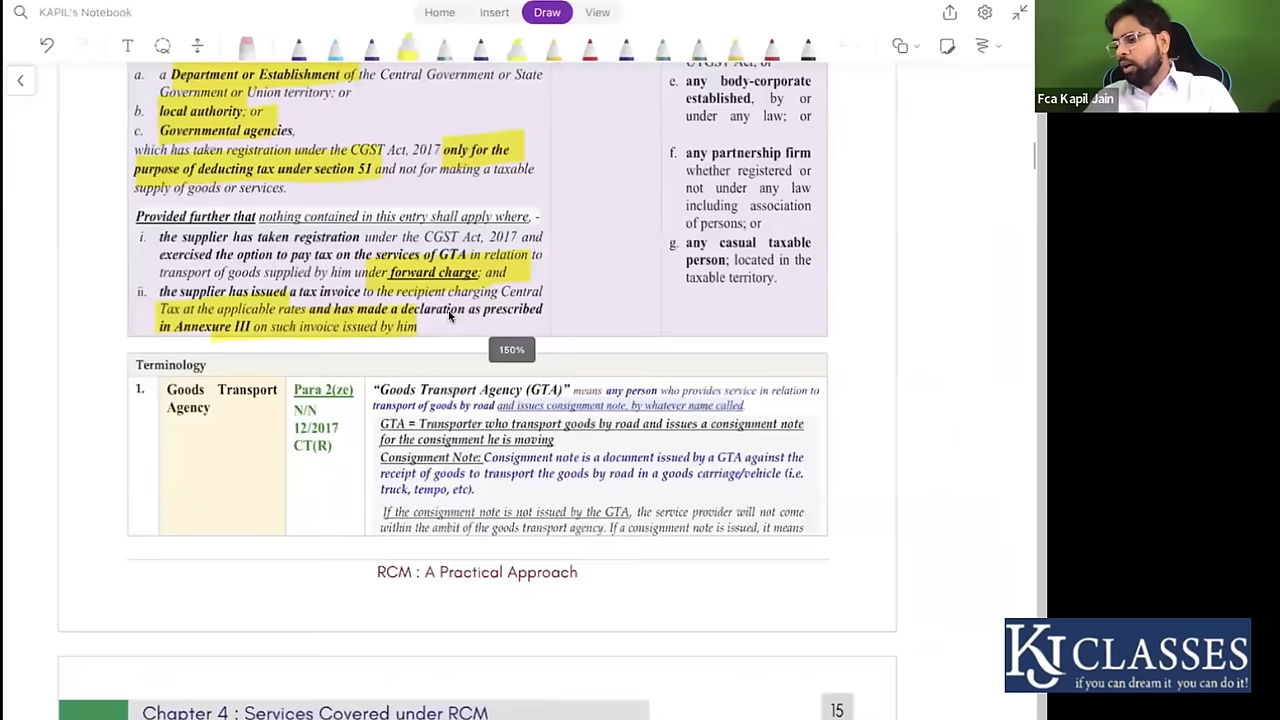 KAPIL's Notebook
Home
Insert
Draw
View
Fca Kapil Jain
a. a Department or Establishment of the Central Government or State
Government or Union territory; or
b. local authority; or
c. Governmental agencies,
which has taken registration under the CGST Act, 2017 only for the
purpose of deducting tax under section 51 and not for making a taxable
supply of goods or services.
Provided further that nothing contained in this entry shall apply where, -
i. the supplier has taken registration under the CGST Act, 2017 and
exercised the option to pay tax on the services of GTA in relation to
transport of goods supplied by him under forward charge; and
ii. the supplier has issued a tax invoice to the recipient charging Central
Tax at the applicable rates and has made a declaration as prescribed
in Annexure III on such invoice issued by him
e. any body-corporate
established, by or
under any law; or
f. any partnership firm
whether registered or
not under any law
including association
of persons; or
g. any casual taxable
person; located in the
taxable territory.
150%
Terminology
1. Goods Transport
Agency
Para 2(ze)
N/N
12/2017
CT(R)
“Goods Transport Agency (GTA)” means any person who provides service in relation to
transport of goods by road and issues consignment note, by whatever name called.
GTA = Transporter who transport goods by road and issues a consignment note
for the consignment he is moving
Consignment Note: Consignment note is a document issued by a GTA against the
receipt of goods to transport the goods by road in a goods carriage/vehicle (i.e.
truck, tempo, etc).
If the consignment note is not issued by the GTA, the service provider will not come
within the ambit of the goods transport agency. If a consignment note is issued, it means
RCM : A Practical Approach
KJ CLASSES
if you can dream it you can do it!
Chapter 4 : Services Covered under RCM
15